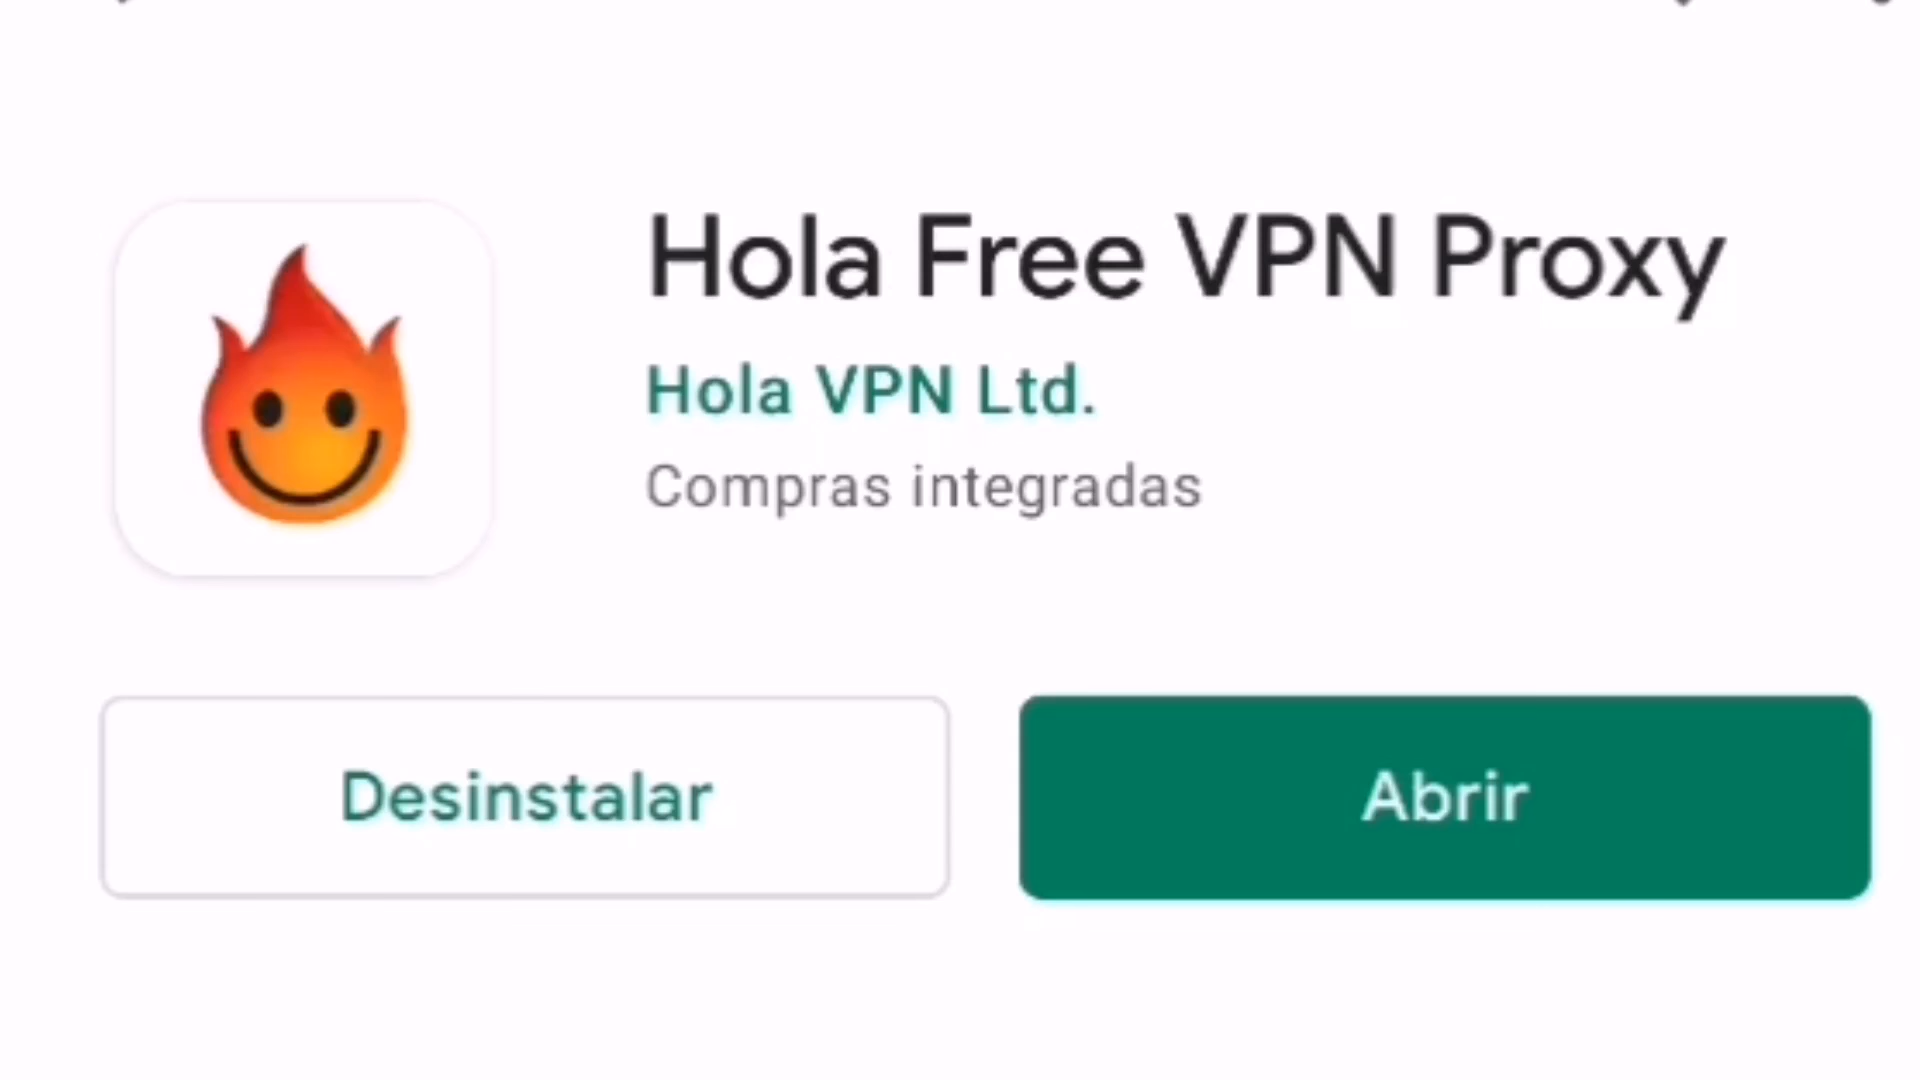 Hola Free VPN Proxy
Hola VPN Ltd.
Compras integradas
Desinstalar
Abrir